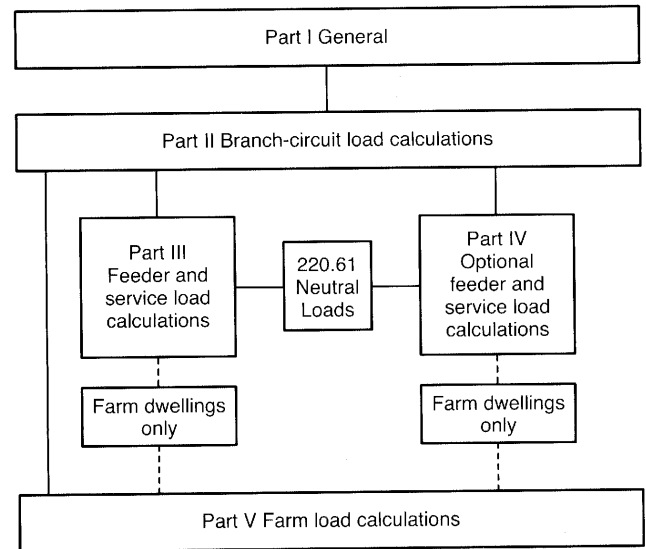 Part I General
Part II Branch-circuit load calculations
Part III
Feeder and
service load
calculations
220.61
Neutral
Loads
Part IV
Optional
feeder and
service load
calculations
Farm dwellings
only
Farm dwellings
only
Part V Farm load calculations